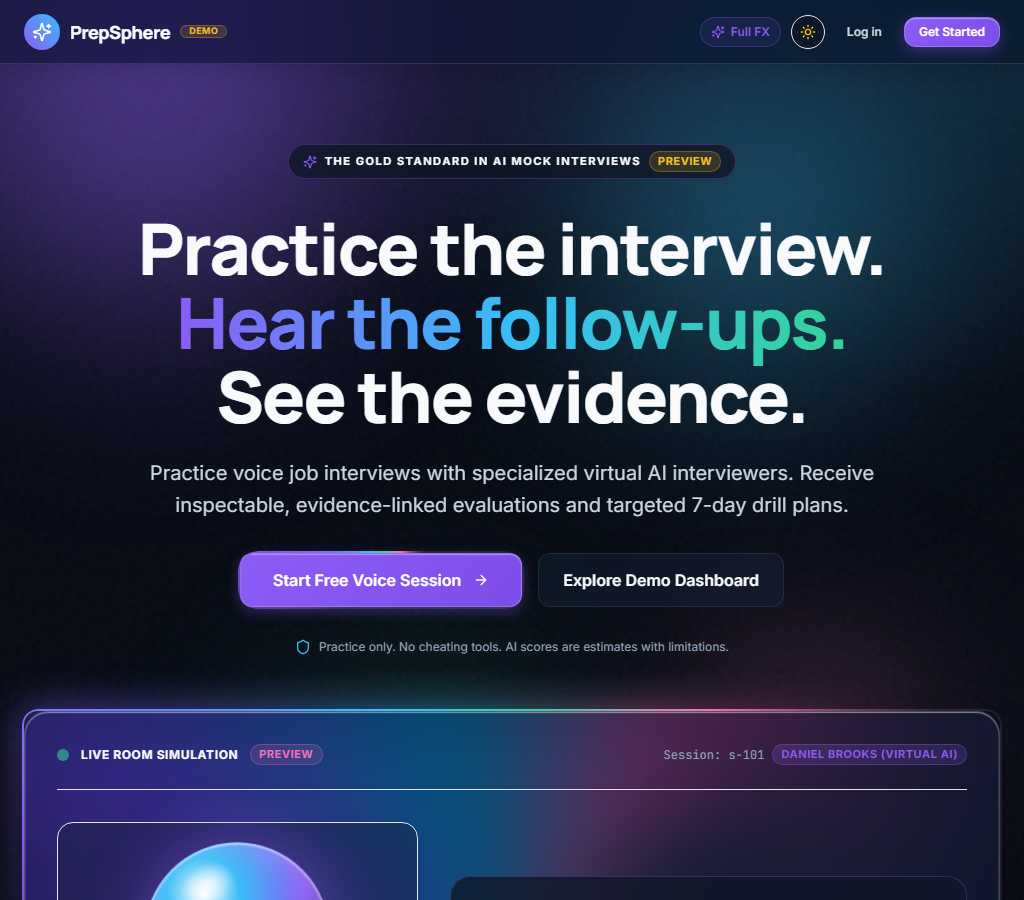 PrepSphere DEMO Full FX Log in Get Started
THE GOLD STANDARD IN AI MOCK INTERVIEWS PREVIEW
Practice the interview.
Hear the follow-ups.
See the evidence.
Practice voice job interviews with specialized virtual AI interviewers. Receive
inspectable, evidence-linked evaluations and targeted 7-day drill plans.
Start Free Voice Session → Explore Demo Dashboard
Practice only. No cheating tools. AI scores are estimates with limitations.
LIVE ROOM SIMULATION PREVIEW Session: s-101 DANIEL BROOKS (VIRTUAL AI)